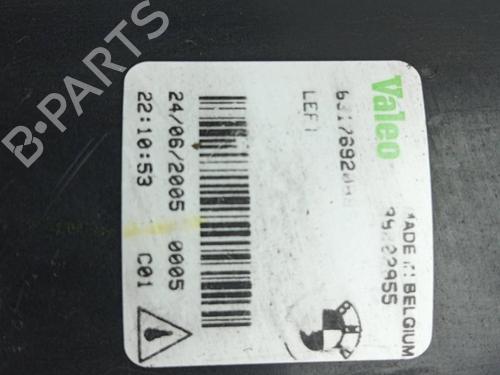 B-PARTS
Valeo
LEFT
MADE IN BELGIUM
24/06/2005 0005
22:10:53 C01